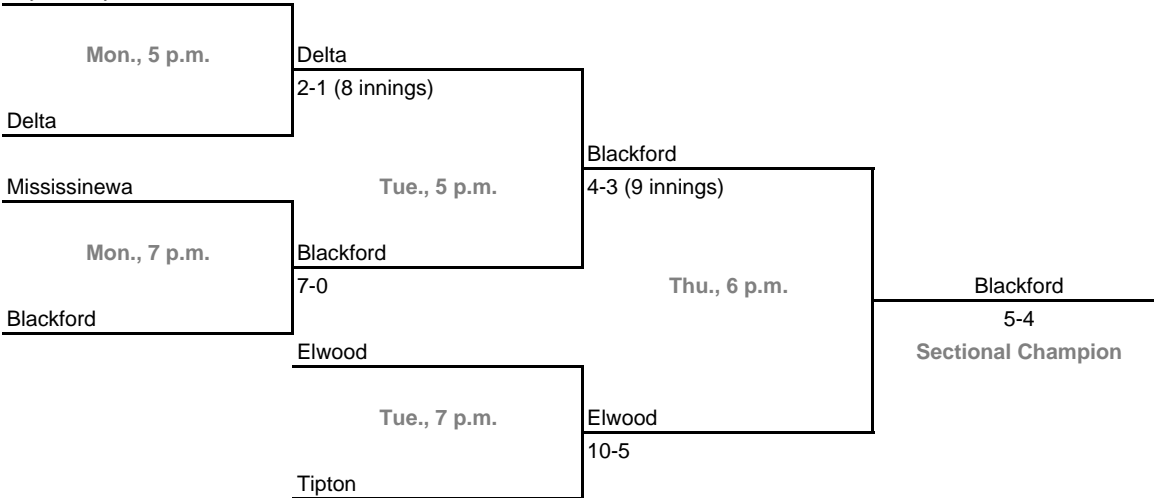 Mon., 5 p.m.
Delta
2-1 (8 innings)
Delta
Blackford
Mississinewa
Tue., 5 p.m.
4-3 (9 innings)
Mon., 7 p.m.
Blackford
7-0
Thu., 6 p.m.
Blackford
Blackford
5-4
Elwood
Sectional Champion
Tue., 7 p.m.
Elwood
10-5
Tipton